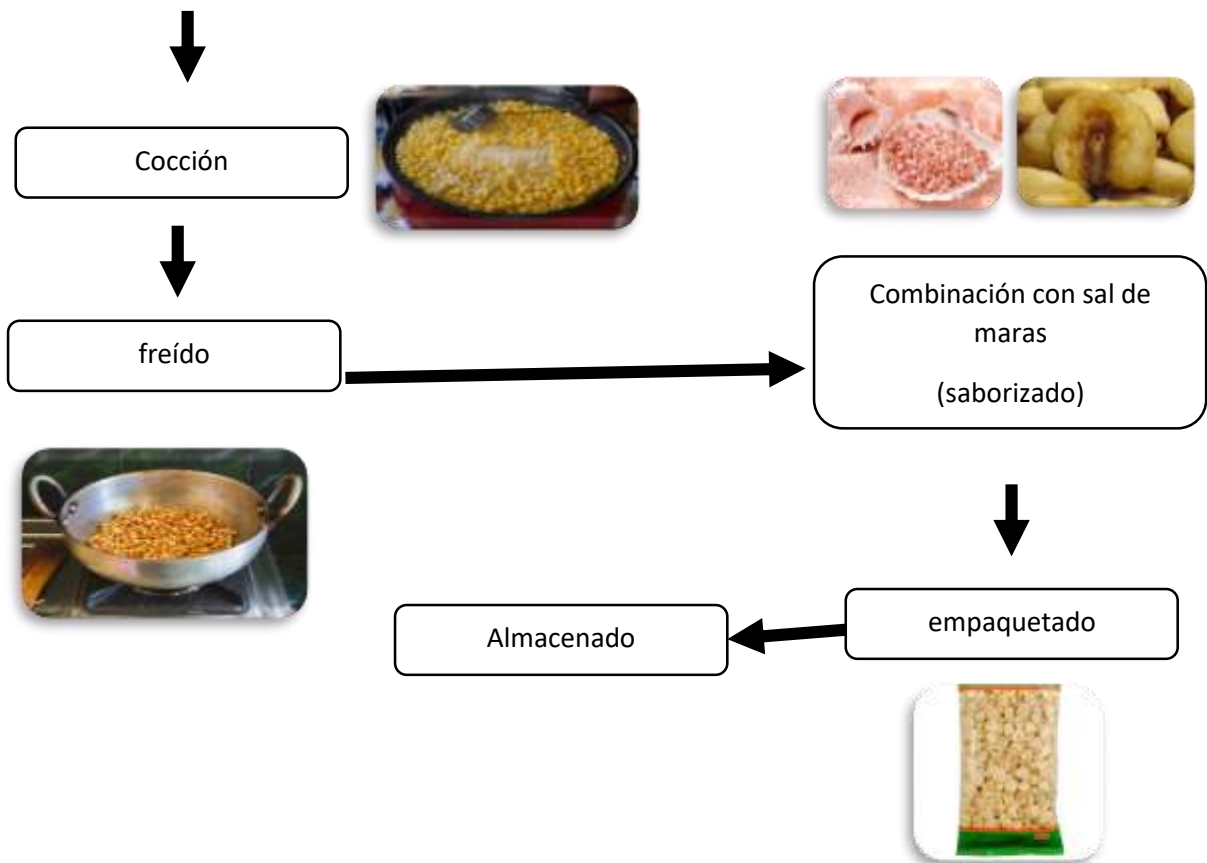 Cocción
freído
Combinación con sal de
maras
(saborizado)
empaquetado
Almacenado